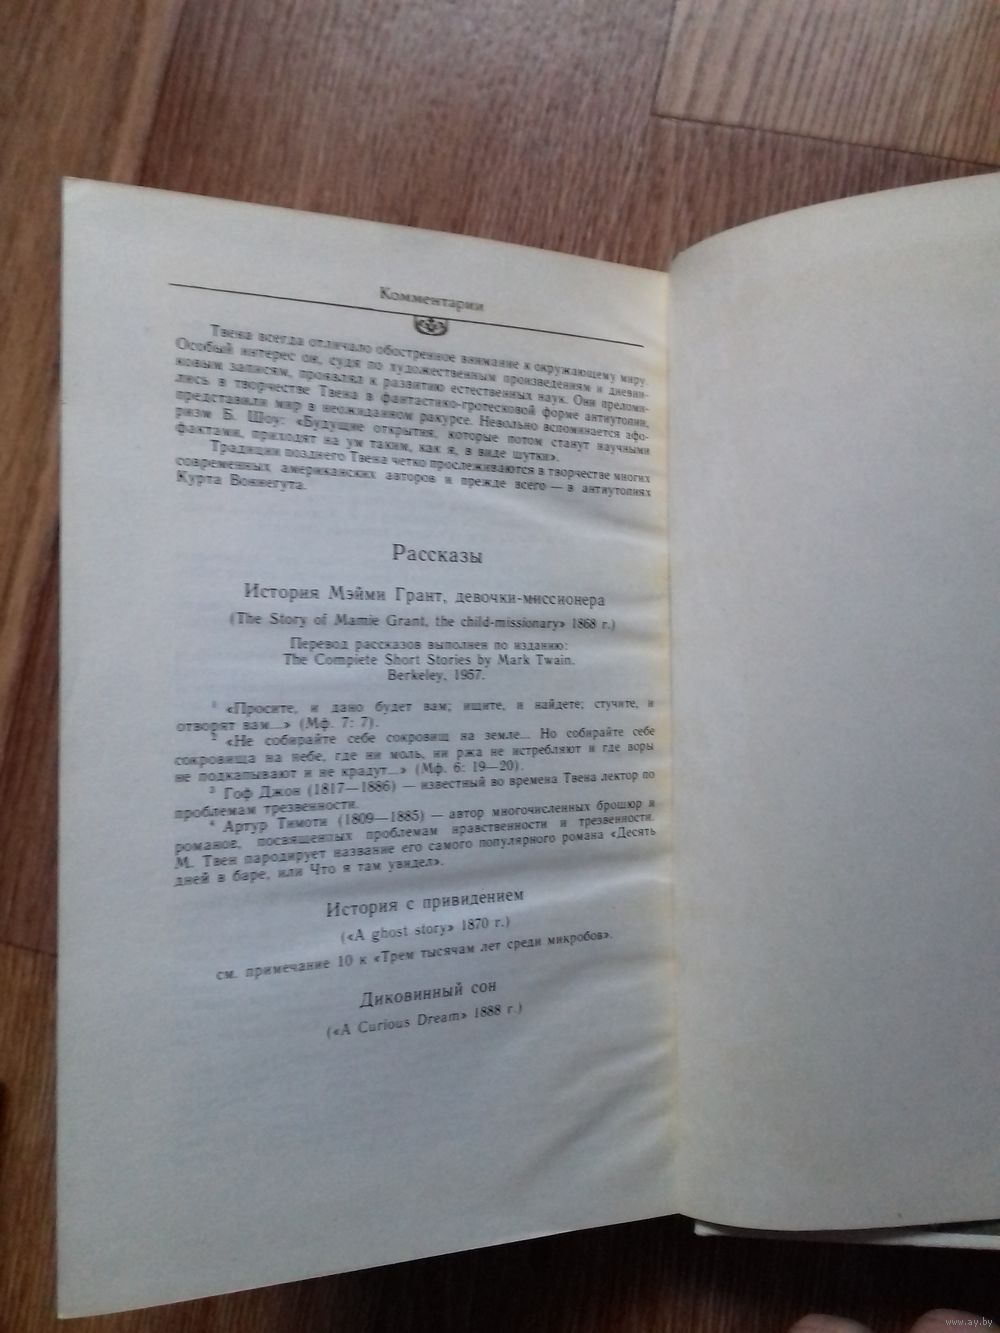 Комментарии
Твена всегда отличало обостренное внимание к окружающему миру.
Особый интерес он, судя по художественным произведениям и дневни-
ковым записям, проявлял к развитию естественных наук. Они преломи-
лись в творчестве Твена в фантастико-гротесковой форме антиутопии,
представили мир в неожиданном ракурсе. Невольно вспоминается афо-
ризм Б. Шоу: «Будущие открытия, которые потом станут научными
фактами, приходят на ум таким, как я, в виде шутки».
Традиции позднего Твена четко прослеживаются в творчестве многих
современных американских авторов и прежде всего — в антиутопиях
Курта Воннегута.
Рассказы
История Мэйми Грант, девочки-миссионера
(The Story of Mamie Grant, the child-missionary» 1868 г.)
Перевод рассказов выполнен по изданию:
The Complete Short Stories by Mark Twain.
Berkeley, 1957.
1 «Просите, и дано будет вам; ищите, и найдете; стучите, и
отворят вам...» (Мф. 7: 7).
2 «Не собирайте себе сокровищ на земле... Но собирайте себе
сокровища на небе, где ни моль, ни ржа не истребляют и где воры
не подкапывают и не крадут...» (Мф. 6: 19—20).
3 Гоф Джон (1817—1886) — известный во времена Твена лектор по
проблемам трезвенности.
4 Артур Тимоти (1809—1885) — автор многочисленных брошюр и
романов, посвященных проблемам нравственности и трезвенности.
М. Твен пародирует название его самого популярного романа «Десять
дней в баре, или Что я там увидел».
История с привидением
(«A ghost story» 1870 г.)
см. примечание 10 к «Трем тысячам лет среди микробов».
Диковинный сон
(«A Curious Dream» 1888 г.)
www.ay.by